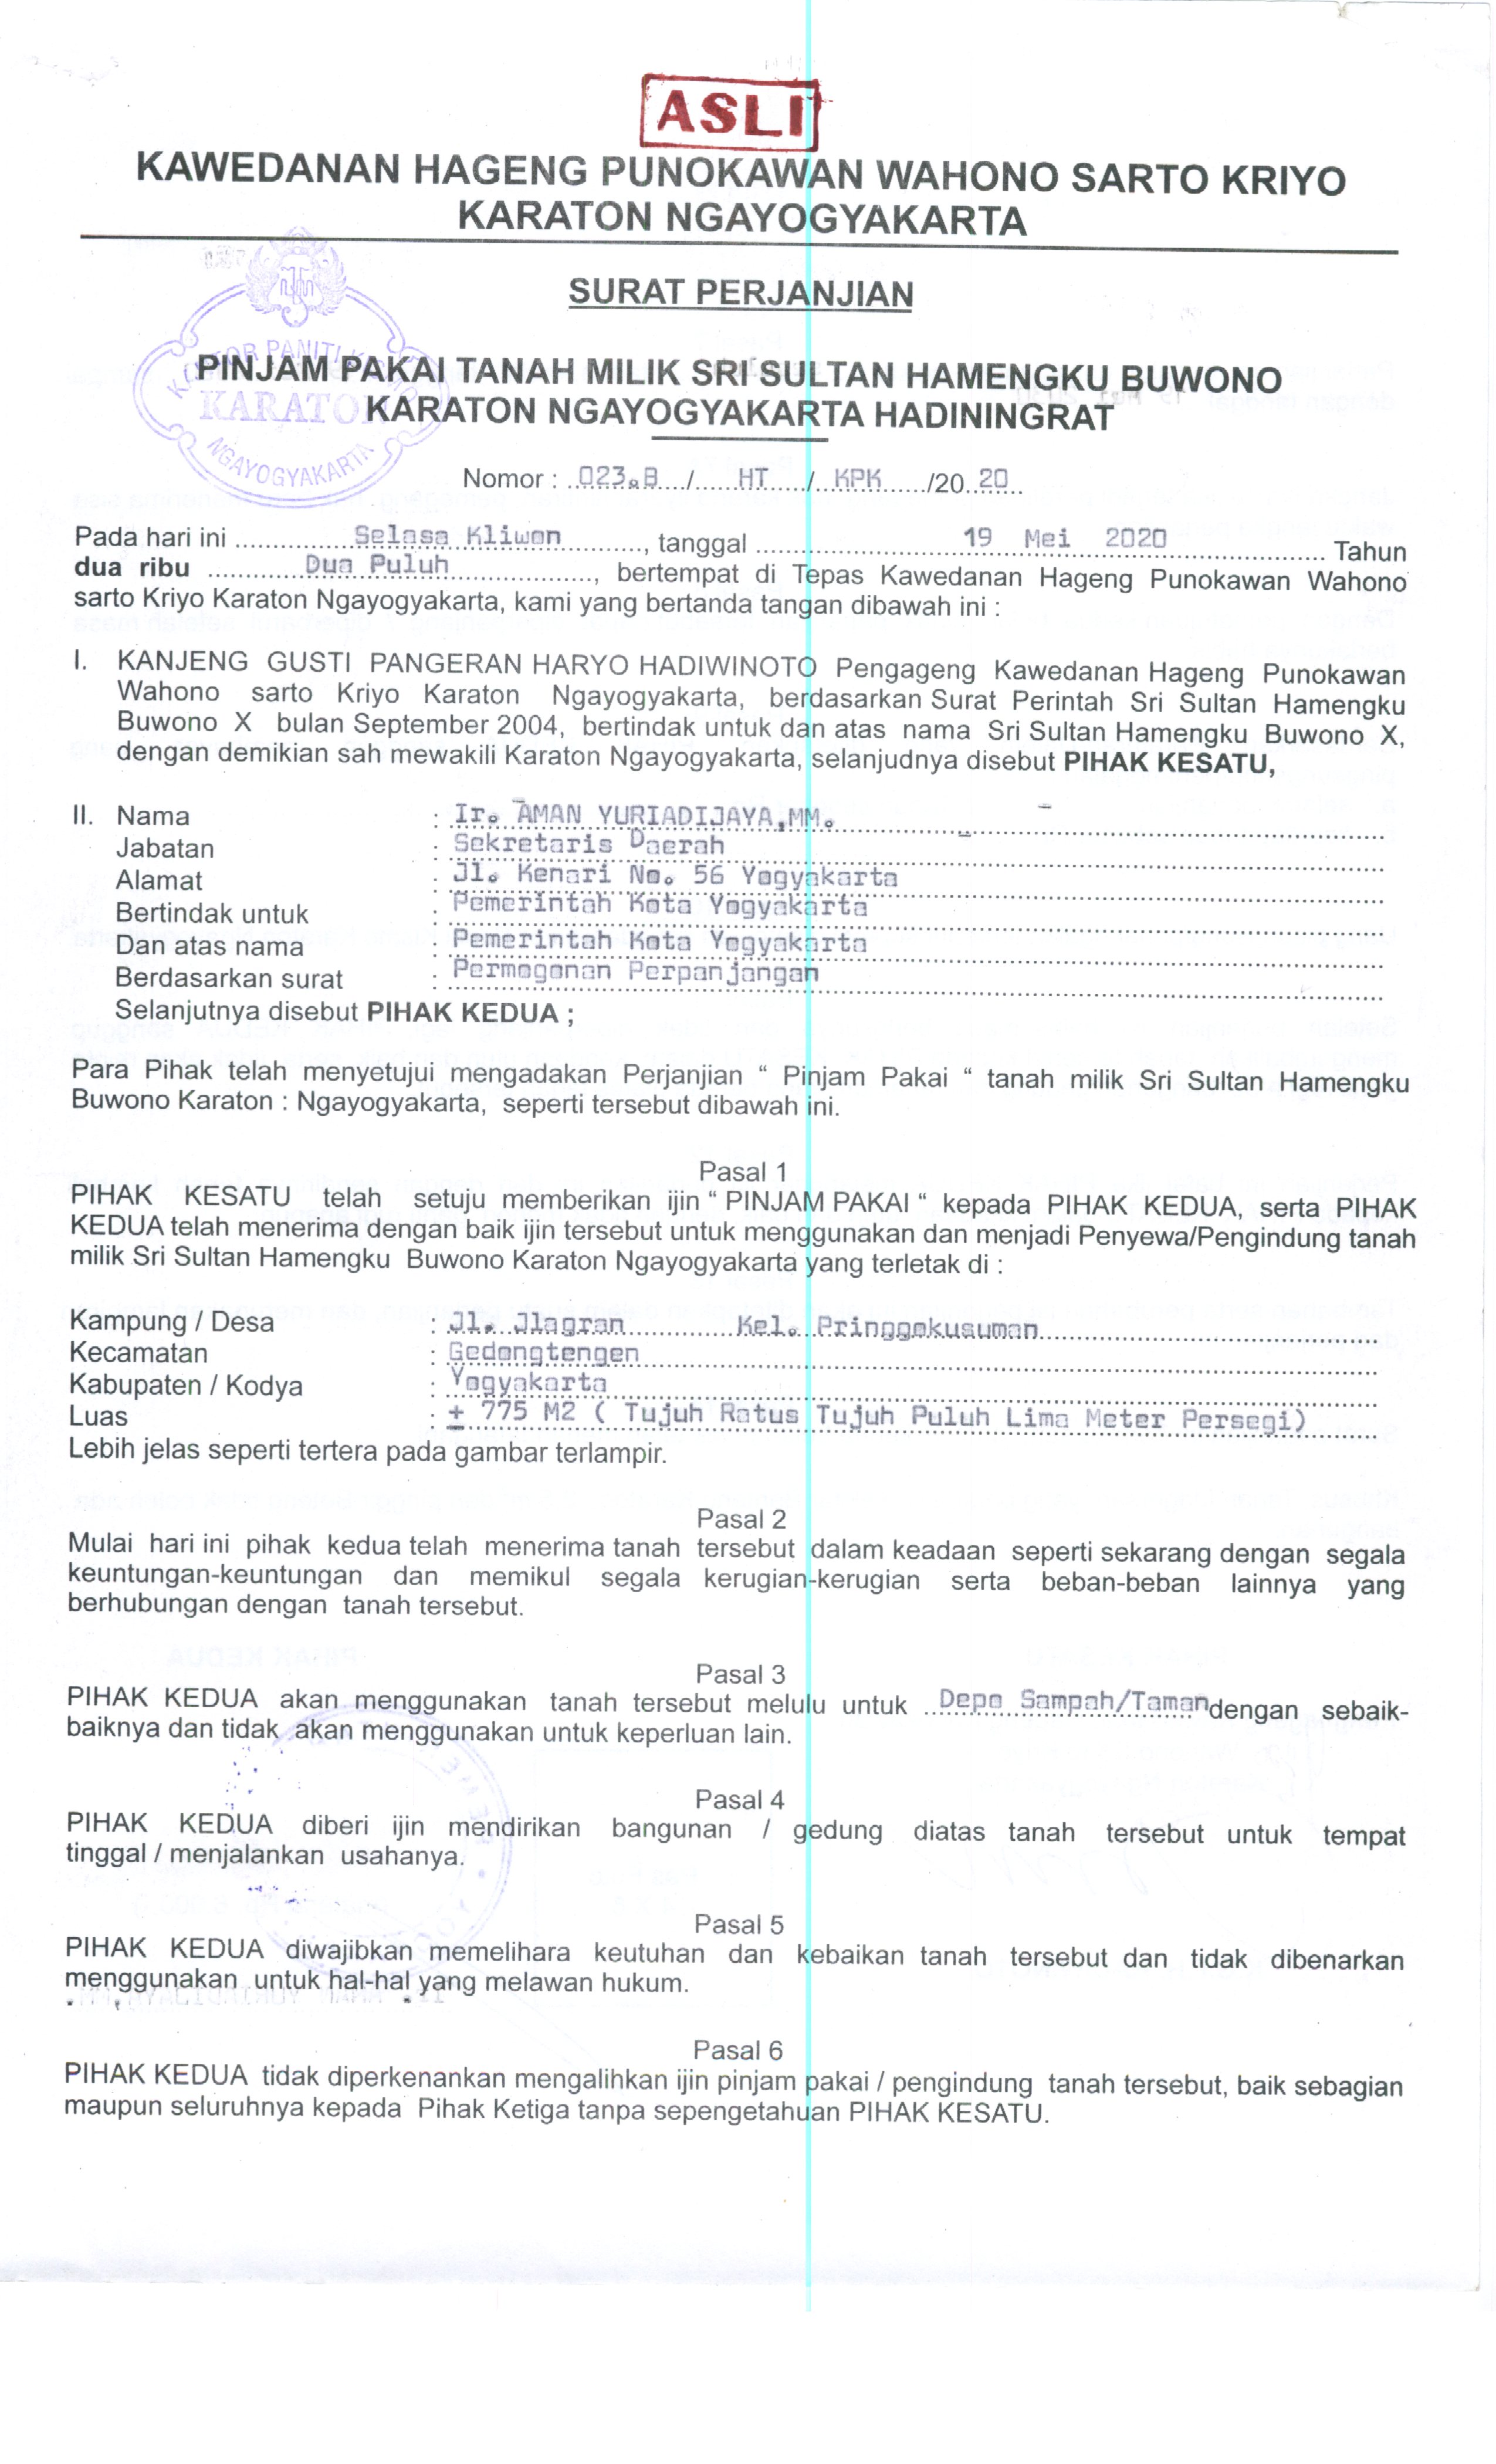 ASLI
KAWEDANAN HAGENG PUNOKAWAN WAHONO SARTO KRIYO
KARATON NGAYOGYAKARTA
SURAT PERJANJIAN
KANTOR PANITI KISMO
KARATON
NGAYOGYAKARTA
PINJAM PAKAI TANAH MILIK SRI SULTAN HAMENGKU BUWONO
KARATON NGAYOGYAKARTA HADININGRAT
Nomor : ..023.B..../.....HT...../...KPK....../20..20..
Pada hari ini ..............Selasa Kliwon.........., tanggal ..............................19 Mei 2020.................... Tahun
dua ribu ............Dua Puluh.................., bertempat di Tepas Kawedanan Hageng Punokawan Wahono
sarto Kriyo Karaton Ngayogyakarta, kami yang bertanda tangan dibawah ini :
I. KANJENG GUSTI PANGERAN HARYO HADIWINOTO Pengageng Kawedanan Hageng Punokawan
Wahono sarto Kriyo Karaton Ngayogyakarta, berdasarkan Surat Perintah Sri Sultan Hamengku
Buwono X bulan September 2004, bertindak untuk dan atas nama Sri Sultan Hamengku Buwono X,
dengan demikian sah mewakili Karaton Ngayogyakarta, selanjudnya disebut PIHAK KESATU,
II. Nama : Ir. AMAN YURIADIJAYA,MM.
Jabatan : Sekretaris Daerah
Alamat : Jl. Kenari No. 56 Yogyakarta
Bertindak untuk : Pemerintah Kota Yogyakarta
Dan atas nama : Pemerintah Kota Yogyakarta
Berdasarkan surat : Permogonan Perpanjangan
Selanjutnya disebut PIHAK KEDUA ;
Para Pihak telah menyetujui mengadakan Perjanjian “ Pinjam Pakai “ tanah milik Sri Sultan Hamengku
Buwono Karaton : Ngayogyakarta, seperti tersebut dibawah ini.
Pasal 1
PIHAK KESATU telah setuju memberikan ijin “ PINJAM PAKAI “ kepada PIHAK KEDUA, serta PIHAK
KEDUA telah menerima dengan baik ijin tersebut untuk menggunakan dan menjadi Penyewa/Pengindung tanah
milik Sri Sultan Hamengku Buwono Karaton Ngayogyakarta yang terletak di :
Kampung / Desa : Jl. Jlagran Kel. Pringgokusuman
Kecamatan : Gedongtengen
Kabupaten / Kodya : Yogyakarta
Luas : ± 775 M2 ( Tujuh Ratus Tujuh Puluh Lima Meter Persegi)
Lebih jelas seperti tertera pada gambar terlampir.
Pasal 2
Mulai hari ini pihak kedua telah menerima tanah tersebut dalam keadaan seperti sekarang dengan segala
keuntungan-keuntungan dan memikul segala kerugian-kerugian serta beban-beban lainnya yang
berhubungan dengan tanah tersebut.
Pasal 3
PIHAK KEDUA akan menggunakan tanah tersebut melulu untuk ..Depo Sampah/Taman dengan sebaik-
baiknya dan tidak akan menggunakan untuk keperluan lain.
Pasal 4
PIHAK KEDUA diberi ijin mendirikan bangunan / gedung diatas tanah tersebut untuk tempat
tinggal / menjalankan usahanya.
Pasal 5
PIHAK KEDUA diwajibkan memelihara keutuhan dan kebaikan tanah tersebut dan tidak dibenarkan
menggunakan untuk hal-hal yang melawan hukum.
Pasal 6
PIHAK KEDUA tidak diperkenankan mengalihkan ijin pinjam pakai / pengindung tanah tersebut, baik sebagian
maupun seluruhnya kepada Pihak Ketiga tanpa sepengetahuan PIHAK KESATU.